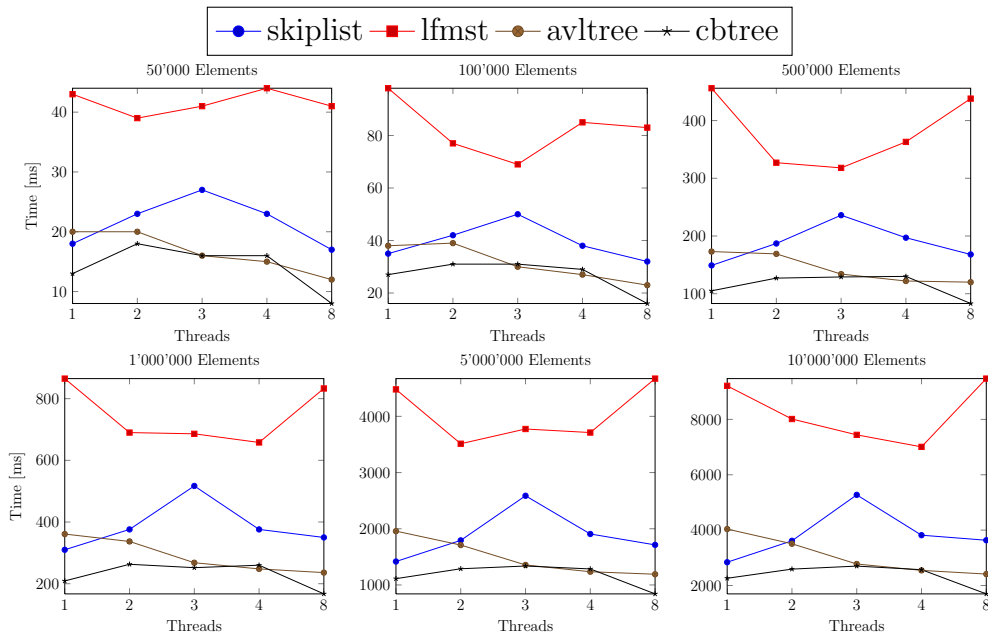 skiplist lfmst avltree cbtree
50'000 Elements
100'000 Elements
500'000 Elements
Time [ms]
40
30
20
10
1 2 3 4 8
Threads
80
60
40
20
1 2 3 4 8
Threads
400
300
200
100
1 2 3 4 8
Threads
1'000'000 Elements
5'000'000 Elements
10'000'000 Elements
Time [ms]
800
600
400
200
1 2 3 4 8
Threads
4000
3000
2000
1000
1 2 3 4 8
Threads
8000
6000
4000
2000
1 2 3 4 8
Threads